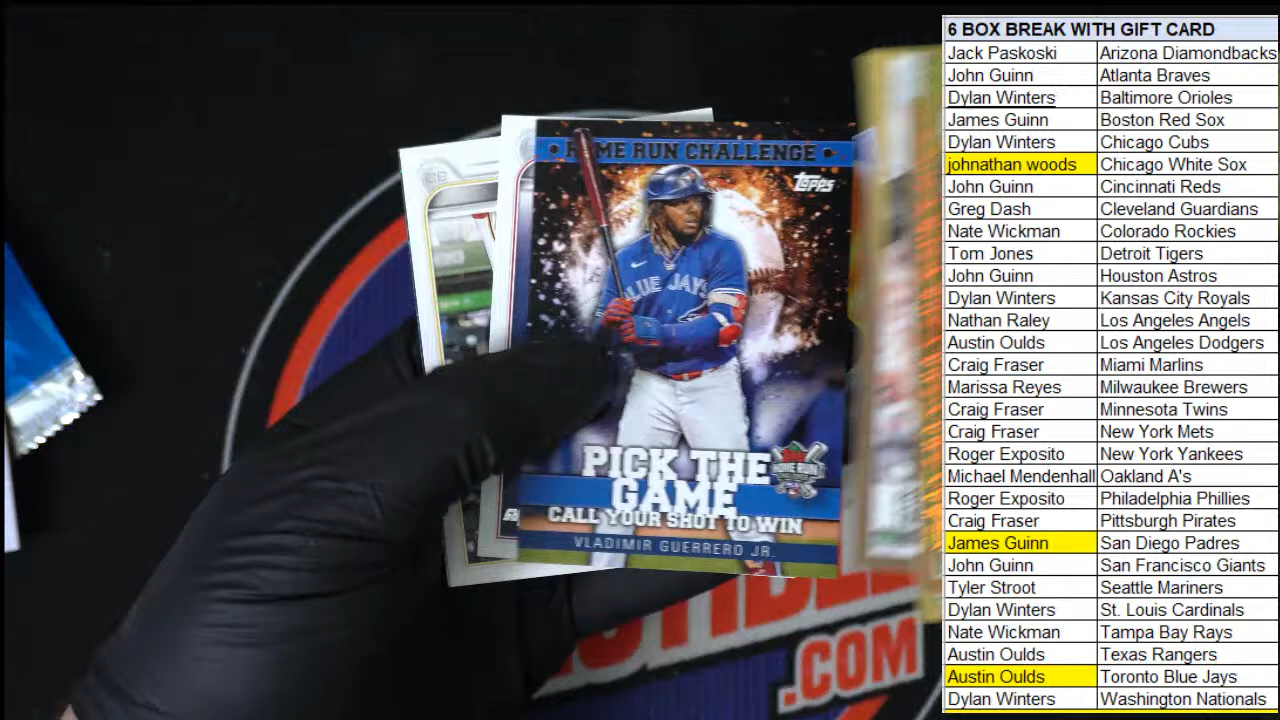 HOME RUN CHALLENGE
TOPPS
BLUE JAYS
PICK THE
GAME
HOME RUN
CALL YOUR SHOT TO WIN
VLADIMIR GUERRERO JR.
.COM
6 BOX BREAK WITH GIFT CARD
Jack Paskoski Arizona Diamondbacks
John Guinn Atlanta Braves
Dylan Winters Baltimore Orioles
James Guinn Boston Red Sox
Dylan Winters Chicago Cubs
johnathan woods Chicago White Sox
John Guinn Cincinnati Reds
Greg Dash Cleveland Guardians
Nate Wickman Colorado Rockies
Tom Jones Detroit Tigers
John Guinn Houston Astros
Dylan Winters Kansas City Royals
Nathan Raley Los Angeles Angels
Austin Oulds Los Angeles Dodgers
Craig Fraser Miami Marlins
Marissa Reyes Milwaukee Brewers
Craig Fraser Minnesota Twins
Craig Fraser New York Mets
Roger Exposito New York Yankees
Michael Mendenhall Oakland A's
Roger Exposito Philadelphia Phillies
Craig Fraser Pittsburgh Pirates
James Guinn San Diego Padres
John Guinn San Francisco Giants
Tyler Stroot Seattle Mariners
Dylan Winters St. Louis Cardinals
Nate Wickman Tampa Bay Rays
Austin Oulds Texas Rangers
Austin Oulds Toronto Blue Jays
Dylan Winters Washington Nationals